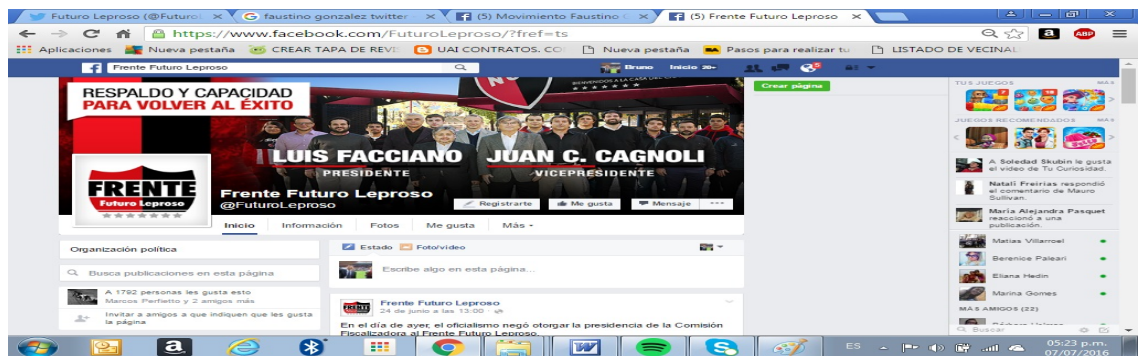 Futuro Leproso (@Futuro
faustino gonzalez twitter
(5) Movimiento Faustino
(5) Frente Futuro Leproso
https://www.facebook.com/FuturoLeproso/?fref=ts
Aplicaciones
Nueva pestaña
CREAR TAPA DE REVIS
UAI CONTRATOS. CO
Nueva pestaña
Pasos para realizar tu
LISTADO DE VECINAL
Frente Futuro Leproso
Bruno
Inicio 20+
5
RESPALDO Y CAPACIDAD
PARA VOLVER AL ÉXITO
LUIS FACCIANO
PRESIDENTE
JUAN C. CAGNOLI
VICEPRESIDENTE
FRENTE
Futuro Leproso
Frente Futuro Leproso
@FuturoLeproso
Registrarte
Me gusta
Mensaje
Inicio
Información
Fotos
Me gusta
Más
Crear página
Organización política
Busca publicaciones en esta página
A 1792 personas les gusta esto
Marcos Perfietto y 2 amigos más
Invitar a amigos a que indiquen que les gusta
la página
Estado
Foto/video
Escribe algo en esta página...
Frente Futuro Leproso
24 de junio a las 13:00
En el día de ayer, el oficialismo negó otorgar la presidencia de la Comisión
Fiscalizadora al Frente Futuro Leproso.
TUS JUEGOS
MÁS
JUEGOS RECOMENDADOS
MÁS
A Soledad Skubin le gusta
el video de Tu Curiosidad.
Natalí Freirias respondió
el comentario de Mauro
Sullivan.
María Alejandra Pasquet
reaccionó a una
publicación.
Matias Villarroel
Berenice Paleari
Eliana Hedin
Marina Gomes
MÁS AMIGOS (22)
Buscar
ES
05:23 p.m.
07/07/2016